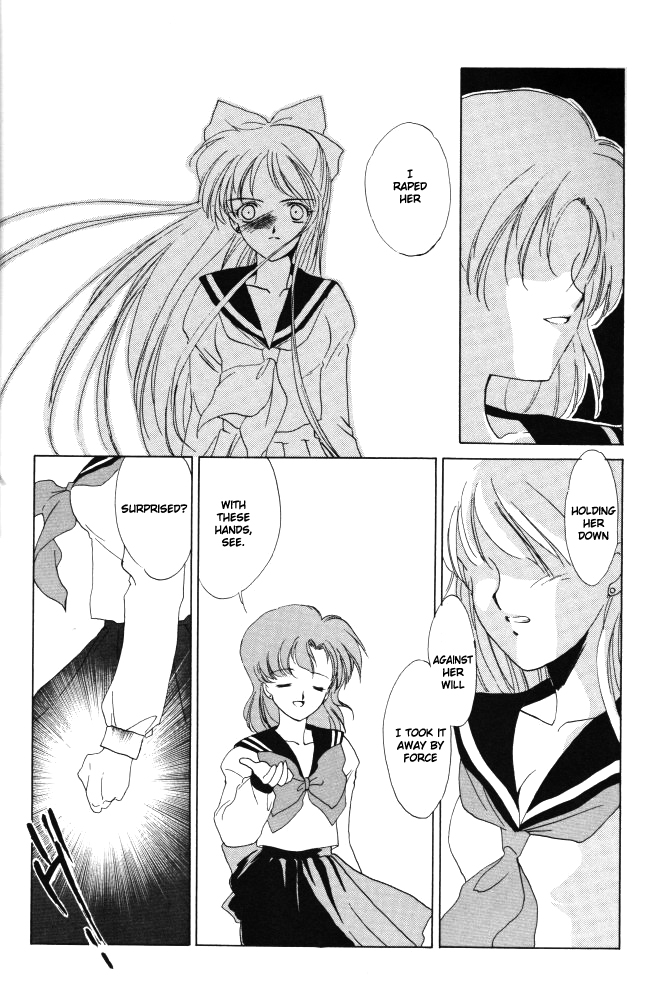 I
RAPED
HER
HOLDING
HER
DOWN
AGAINST
HER
WILL
I TOOK IT
AWAY BY
FORCE
WITH
THESE
HANDS,
SEE.
SURPRISED?